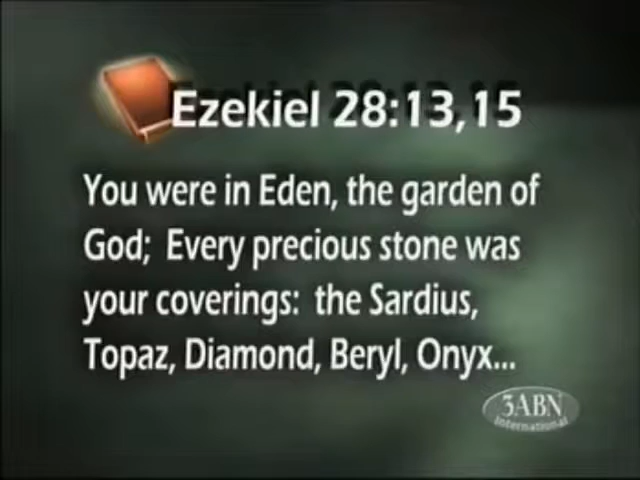 Ezekiel 28:13,15
You were in Eden, the garden of
God; Every precious stone was
your coverings: the Sardius,
Topaz, Diamond, Beryl, Onyx...
3ABN
International